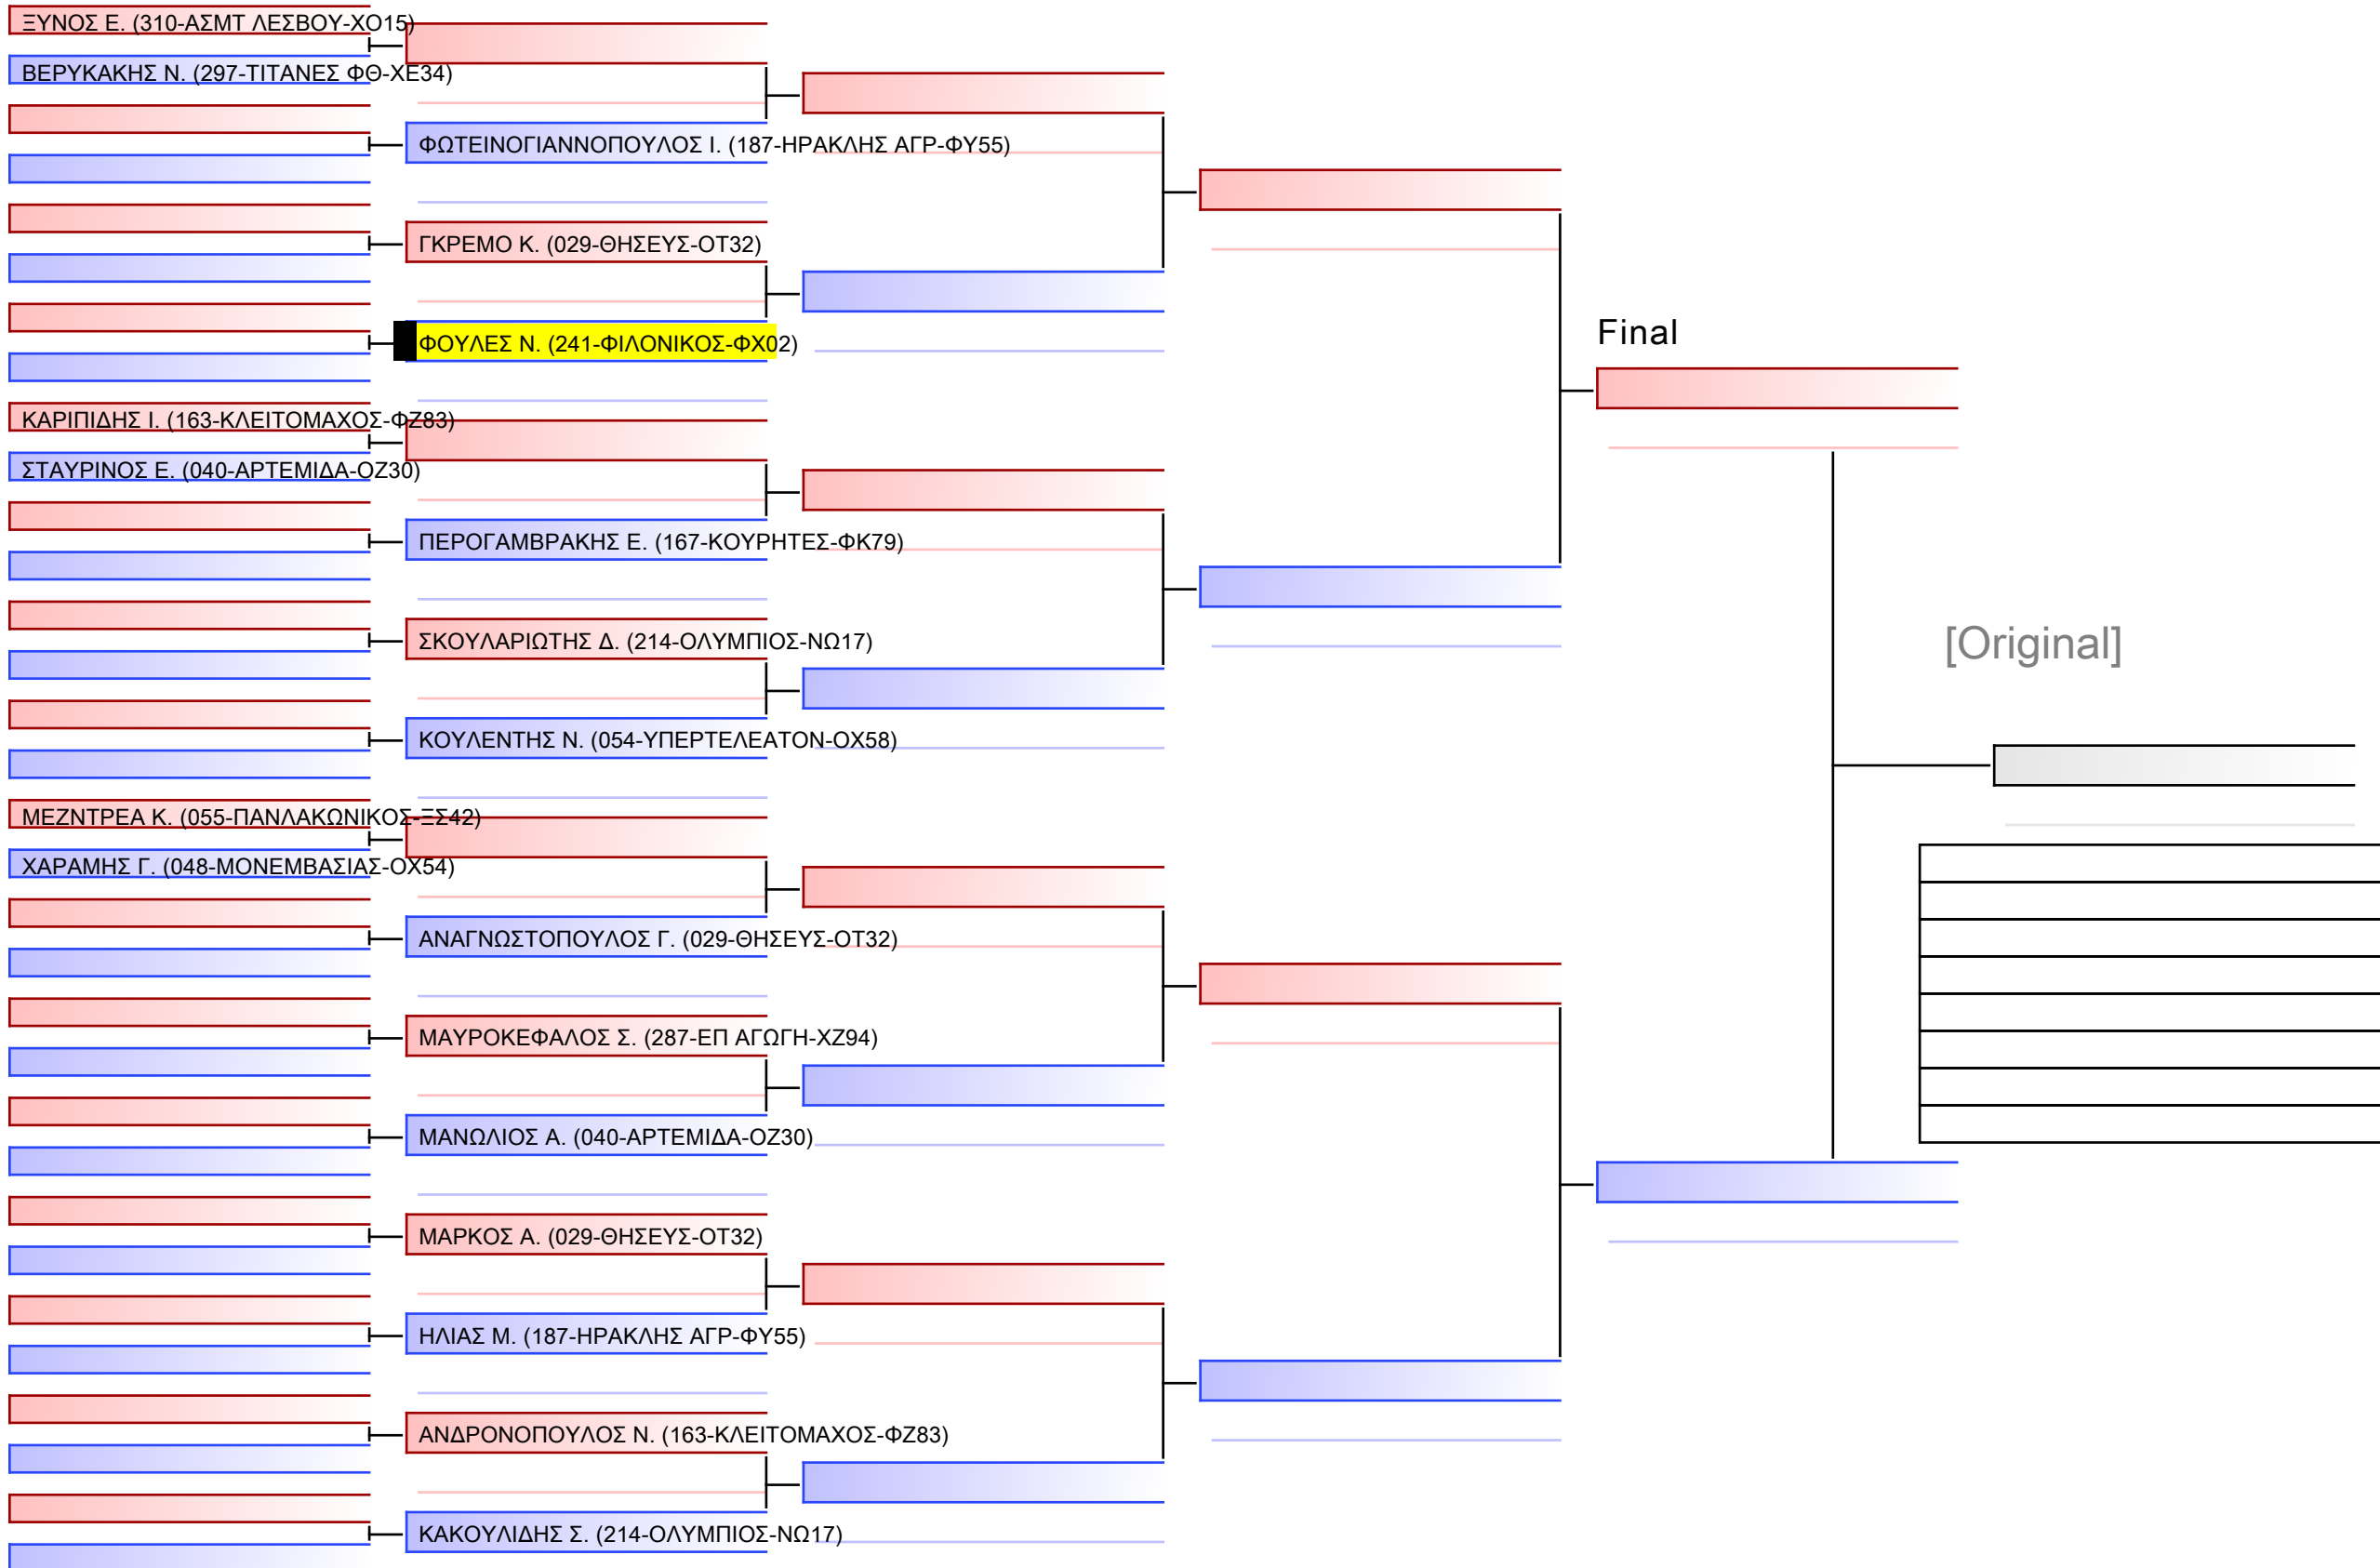 ΞΥΝΟΣ Ε. (310-ΑΣΜΤ ΛΕΣΒΟΥ-ΧΟ15)
ΒΕΡΥΚΑΚΗΣ Ν. (297-ΤΙΤΑΝΕΣ ΦΘ-ΧΕ34)
ΦΩΤΕΙΝΟΓΙΑΝΝΟΠΟΥΛΟΣ Ι. (187-ΗΡΑΚΛΗΣ ΑΓΡ-ΦΥ55)
ΓΚΡΕΜΟ Κ. (029-ΘΗΣΕΥΣ-ΟΤ32)
ΦΟΥΛΕΣ Ν. (241-ΦΙΛΟΝΙΚΟΣ-ΦΧ02)
Final
ΚΑΡΙΠΙΔΗΣ Ι. (163-ΚΛΕΙΤΟΜΑΧΟΣ-ΦΖ83)
ΣΤΑΥΡΙΝΟΣ Ε. (040-ΑΡΤΕΜΙΔΑ-ΟΖ30)
ΠΕΡΟΓΑΜΒΡΑΚΗΣ Ε. (167-ΚΟΥΡΗΤΕΣ-ΦΚ79)
ΣΚΟΥΛΑΡΙΩΤΗΣ Δ. (214-ΟΛΥΜΠΙΟΣ-ΝΩ17)
[Original]
ΚΟΥΛΕΝΤΗΣ Ν. (054-ΥΠΕΡΤΕΛΕΑΤΟΝ-ΟΧ58)
ΜΕΖΝΤΡΕΑ Κ. (055-ΠΑΝΛΑΚΩΝΙΚΟΣ-ΞΣ42)
ΧΑΡΑΜΗΣ Γ. (048-ΜΟΝΕΜΒΑΣΙΑΣ-ΟΧ54)
ΑΝΑΓΝΩΣΤΟΠΟΥΛΟΣ Γ. (029-ΘΗΣΕΥΣ-ΟΤ32)
ΜΑΥΡΟΚΕΦΑΛΟΣ Σ. (287-ΕΠ ΑΓΩΓΗ-ΧΖ94)
ΜΑΝΩΛΙΟΣ Α. (040-ΑΡΤΕΜΙΔΑ-ΟΖ30)
ΜΑΡΚΟΣ Α. (029-ΘΗΣΕΥΣ-ΟΤ32)
ΗΛΙΑΣ Μ. (187-ΗΡΑΚΛΗΣ ΑΓΡ-ΦΥ55)
ΑΝΔΡΟΝΟΠΟΥΛΟΣ Ν. (163-ΚΛΕΙΤΟΜΑΧΟΣ-ΦΖ83)
ΚΑΚΟΥΛΙΔΗΣ Σ. (214-ΟΛΥΜΠΙΟΣ-ΝΩ17)